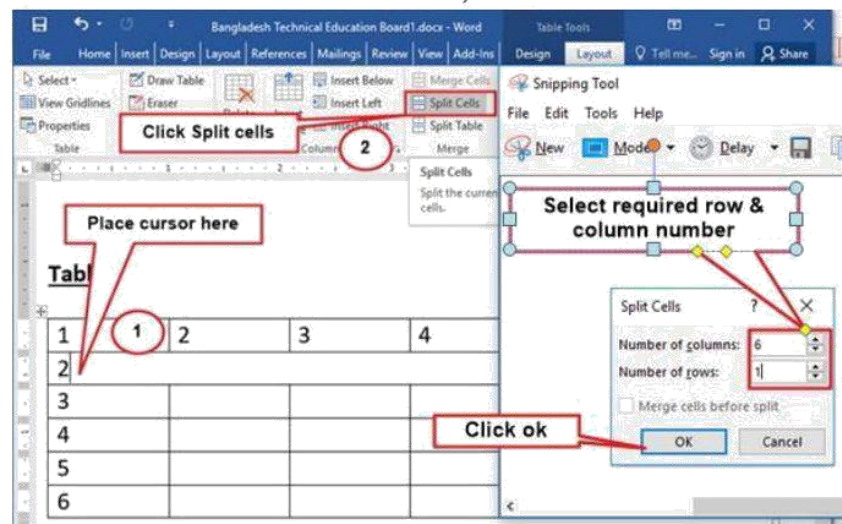 Bangladesh Technical Education Board1.docx - Word
Table Tools
File Home Insert Design Layout References Mailings Review View Add-Ins Design Layout Tell me... Sign in Share
Select
View Gridlines
Properties
Table
Draw Table
Eraser
Insert Below
Insert Left
Insert Right
Merge Cells
Split Cells
Split Table
Merge
Click Split cells
2
Split Cells
Split the current
cells.
Snipping Tool
File Edit Tools Help
New Mode Delay
Place cursor here
Select required row &
column number
Tabl
1 1 2 3 4
2
3
4
5
6
Split Cells ?
Number of columns: 6
Number of rows: 1
Merge cells before split
OK Cancel
Click ok